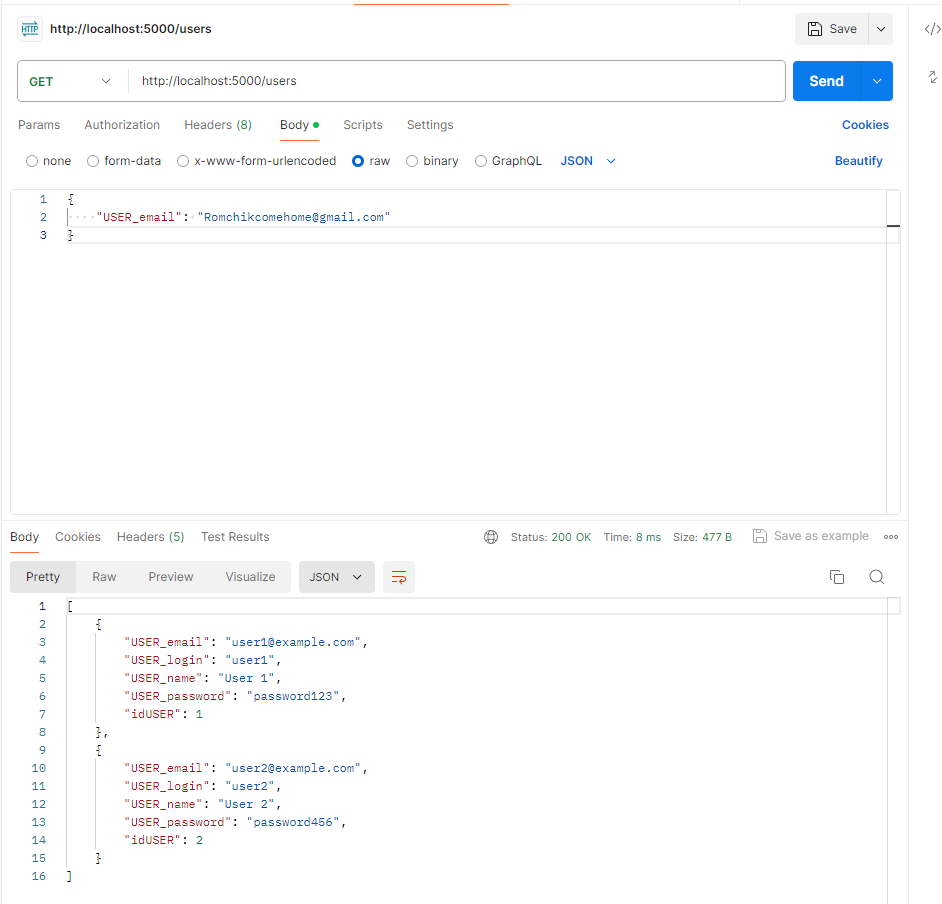 HTTP http://localhost:5000/users Save </>
GET http://localhost:5000/users Send
Params Authorization Headers (8) Body Scripts Settings Cookies
none form-data x-www-form-urlencoded raw binary GraphQL JSON Beautify
1 {
2 ····"USER_email":·"Romchikcomehome@gmail.com"
3 }
Body Cookies Headers (5) Test Results Status: 200 OK Time: 8 ms Size: 477 B Save as example
Pretty Raw Preview Visualize JSON
1 [
2 {
3 "USER_email": "user1@example.com",
4 "USER_login": "user1",
5 "USER_name": "User 1",
6 "USER_password": "password123",
7 "idUSER": 1
8 },
9 {
10 "USER_email": "user2@example.com",
11 "USER_login": "user2",
12 "USER_name": "User 2",
13 "USER_password": "password456",
14 "idUSER": 2
15 }
16 ]